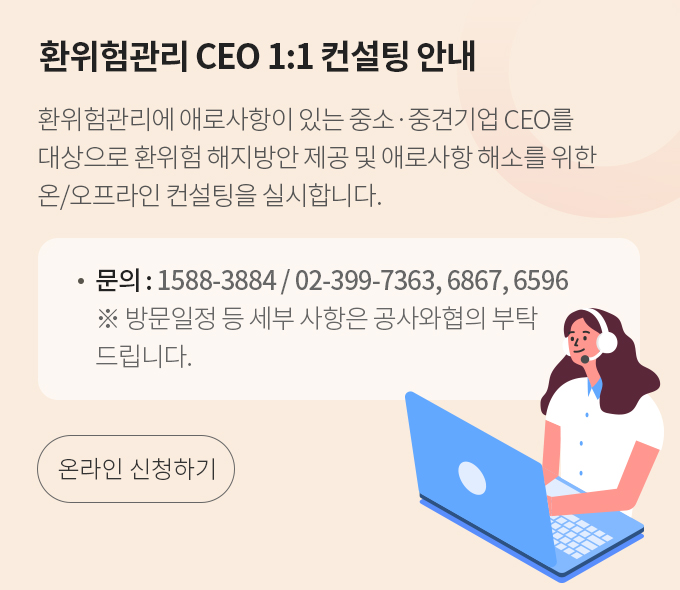 환위험관리 CEO 1:1 컨설팅 안내
환위험관리에 애로사항이 있는 중소·중견기업 CEO를
대상으로 환위험 해지방안 제공 및 애로사항 해소를 위한
온/오프라인 컨설팅을 실시합니다.
• 문의 : 1588-3884 / 02-399-7363, 6867, 6596
※ 방문일정 등 세부 사항은 공사와협의 부탁
드립니다.
온라인 신청하기